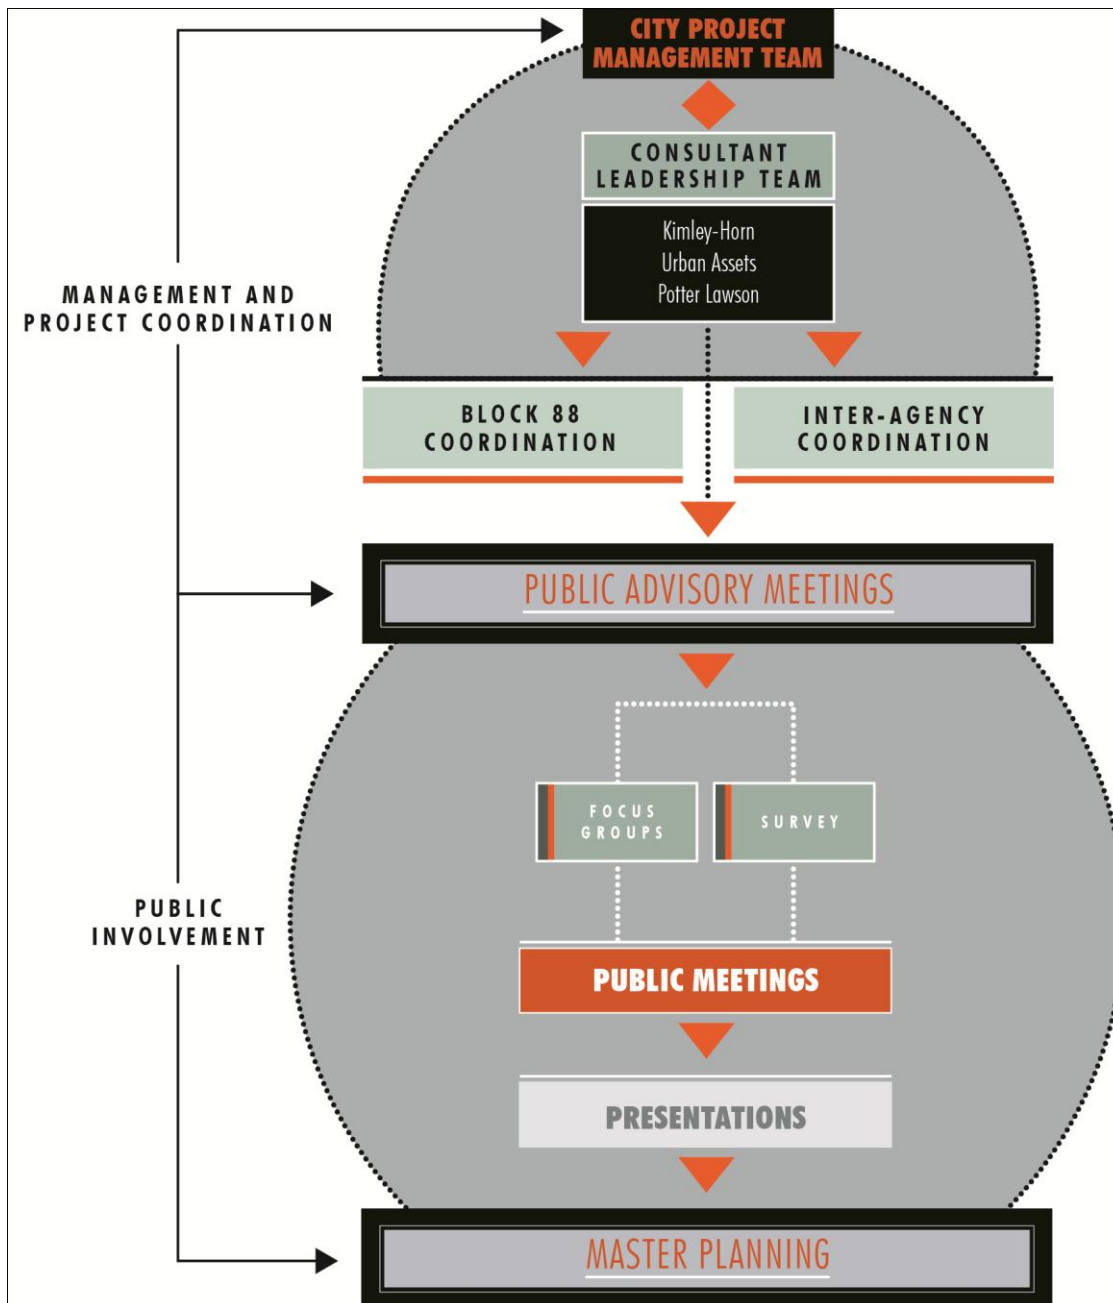 CITY PROJECT
MANAGEMENT TEAM
CONSULTANT
LEADERSHIP TEAM
Kimley-Horn
Urban Assets
Potter Lawson
MANAGEMENT AND
PROJECT COORDINATION
BLOCK 88
COORDINATION
INTER-AGENCY
COORDINATION
PUBLIC ADVISORY MEETINGS
FOCUS
GROUPS
SURVEY
PUBLIC
INVOLVEMENT
PUBLIC MEETINGS
PRESENTATIONS
MASTER PLANNING